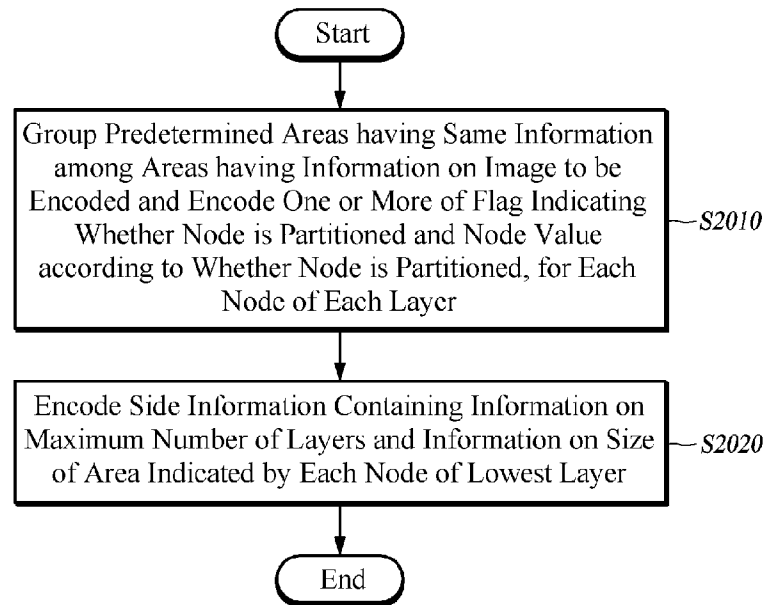 Start
Group Predetermined Areas having Same Information
among Areas having Information on Image to be
Encoded and Encode One or More of Flag Indicating
Whether Node is Partitioned and Node Value
according to Whether Node is Partitioned, for Each
Node of Each Layer
S2010
Encode Side Information Containing Information on
Maximum Number of Layers and Information on Size
of Area Indicated by Each Node of Lowest Layer
S2020
End